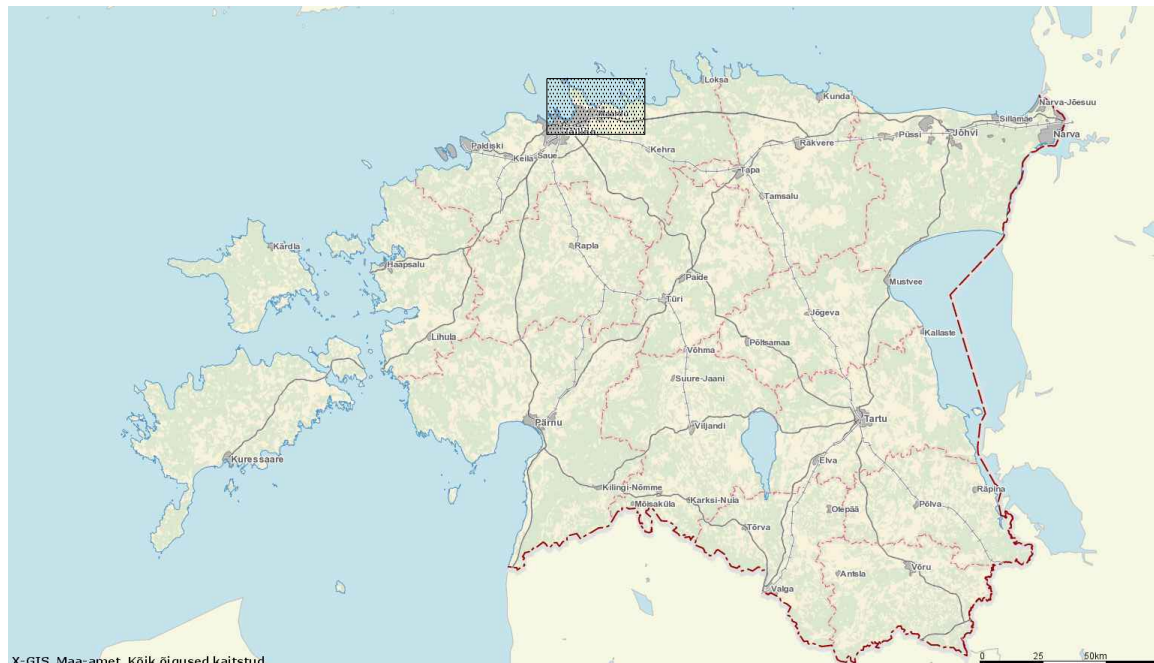 Loksa
Kunda
Narva-Jõesuu
Sillamäe
Narva
Püssi
Jõhvi
Rakvere
Paldiski
Keila
Saue
Kehra
Tapa
Tamsalu
Kärdla
Rapla
Haapsalu
Paide
Mustvee
Türi
Jõgeva
Kallaste
Lihula
Võhma
Põltsamaa
Suure-Jaani
Pärnu
Viljandi
Tartu
Kuressaare
Elva
Kilingi-Nõmme
Räpina
Mõisaküla
Karksi-Nuia
Otepää
Põlva
Tõrva
Antsla
Võru
Valga
0 25 50km
X-GIS, Maa-amet. Kõik õigused kaitstud